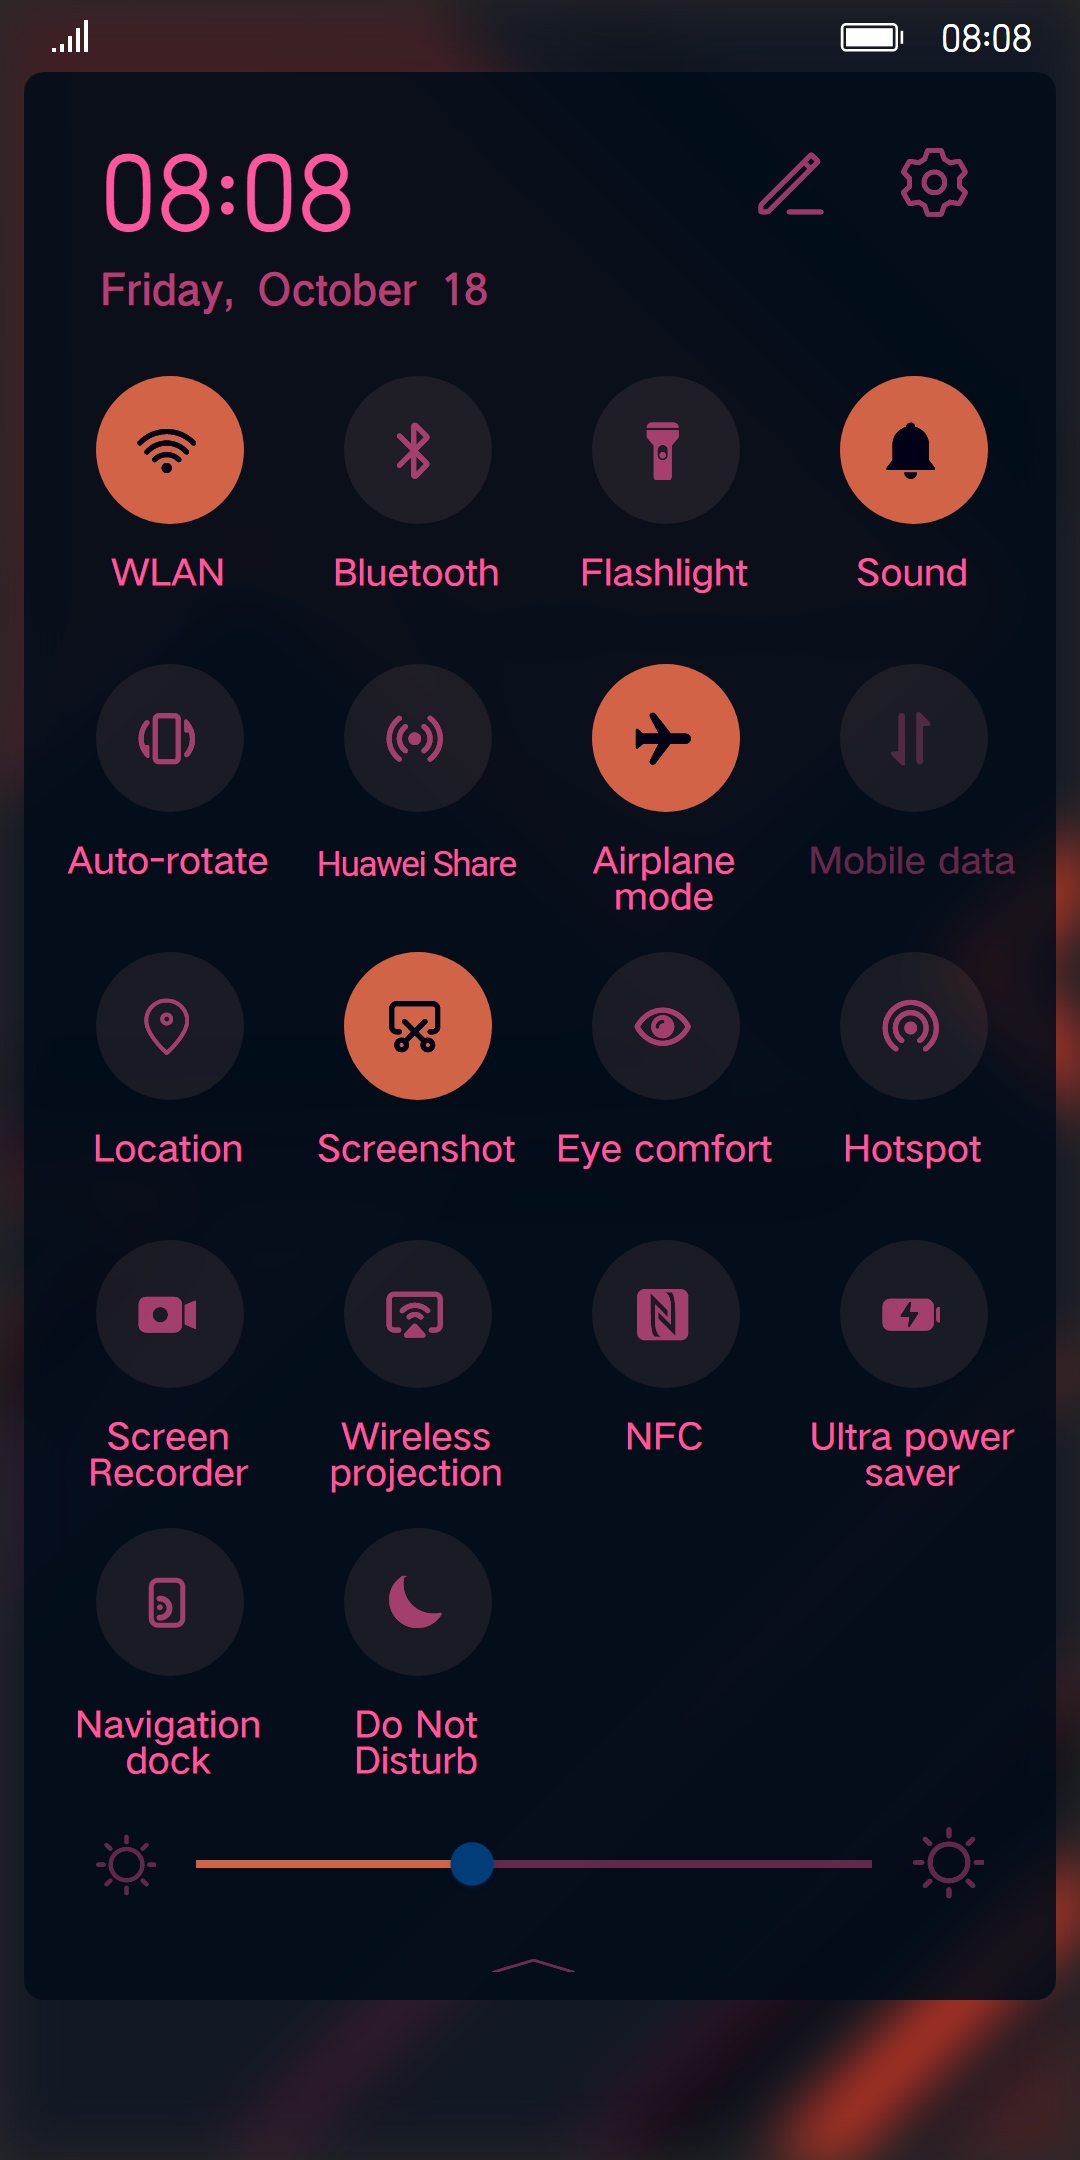 08:08
08:08
Friday, October 18
WLAN Bluetooth Flashlight Sound
Auto-rotate Huawei Share Airplane mode Mobile data
Location Screenshot Eye comfort Hotspot
Screen Recorder Wireless projection NFC Ultra power saver
Navigation dock Do Not Disturb